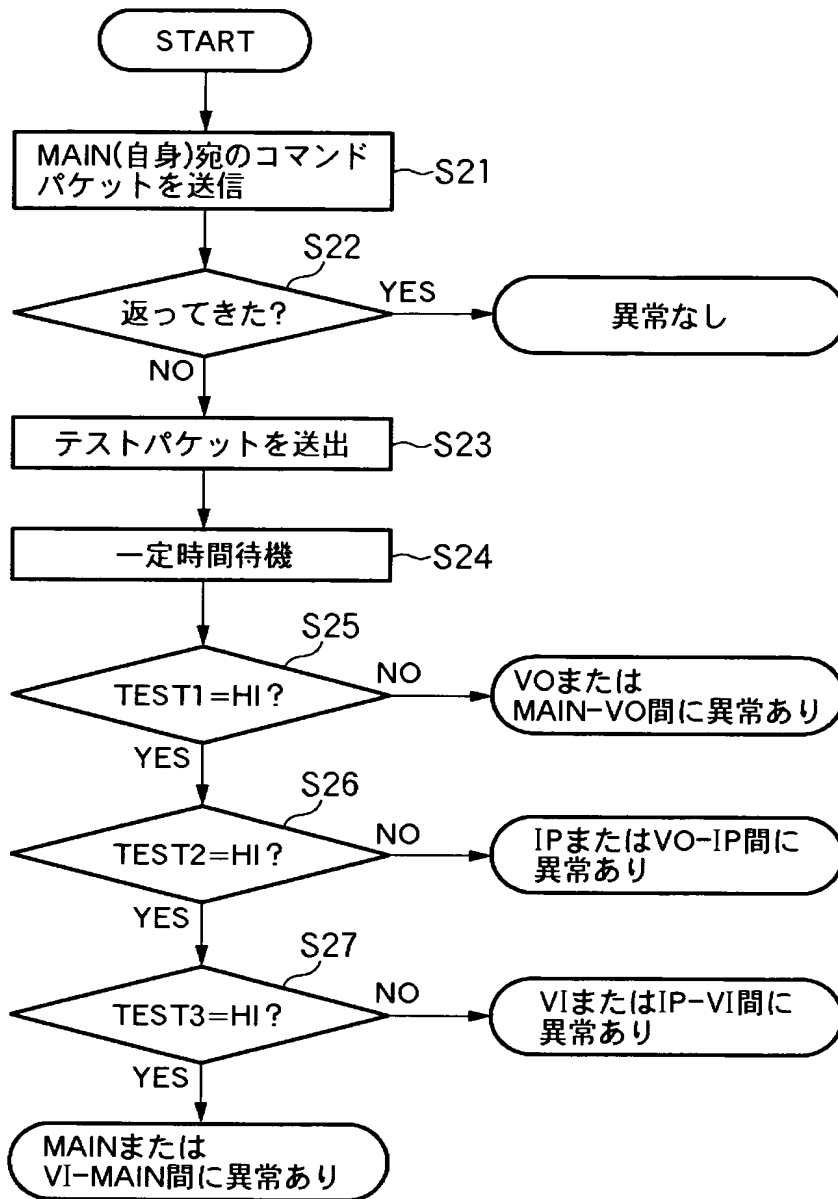 START
MAIN(自身)宛のコマンド
パケットを送信
S21
S22
返ってきた?
YES
異常なし
NO
テストパケットを送出
S23
一定時間待機
S24
S25
TEST1=HI?
NO
VOまたは
MAIN-VO間に異常あり
YES
S26
TEST2=HI?
NO
IPまたはVO-IP間に
異常あり
YES
S27
TEST3=HI?
NO
VIまたはIP-VI間に
異常あり
YES
MAINまたは
VI-MAIN間に異常あり